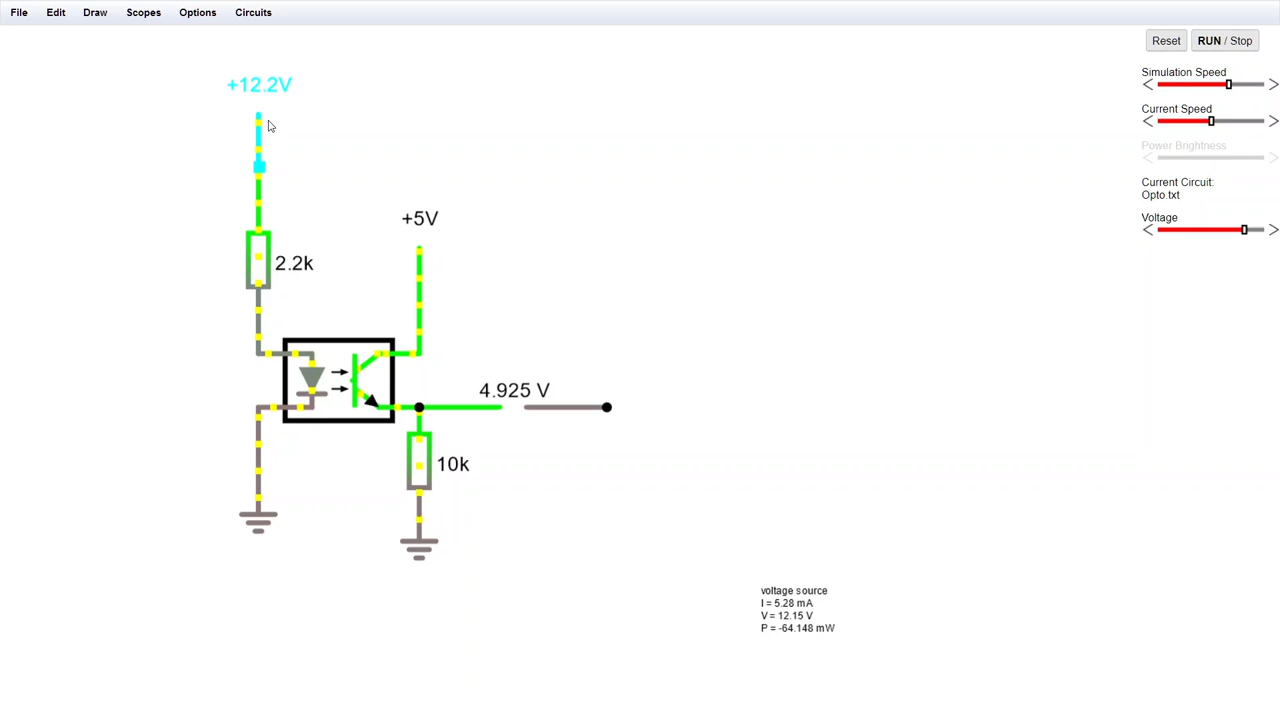 File Edit Draw Scopes Options Circuits
Reset RUN / Stop
Simulation Speed
Current Speed
Power Brightness
Current Circuit:
Opto.txt
Voltage
+12.2V
+5V
2.2k
4.925 V
10k
voltage source
I = 5.28 mA
V = 12.15 V
P = -64.148 mW